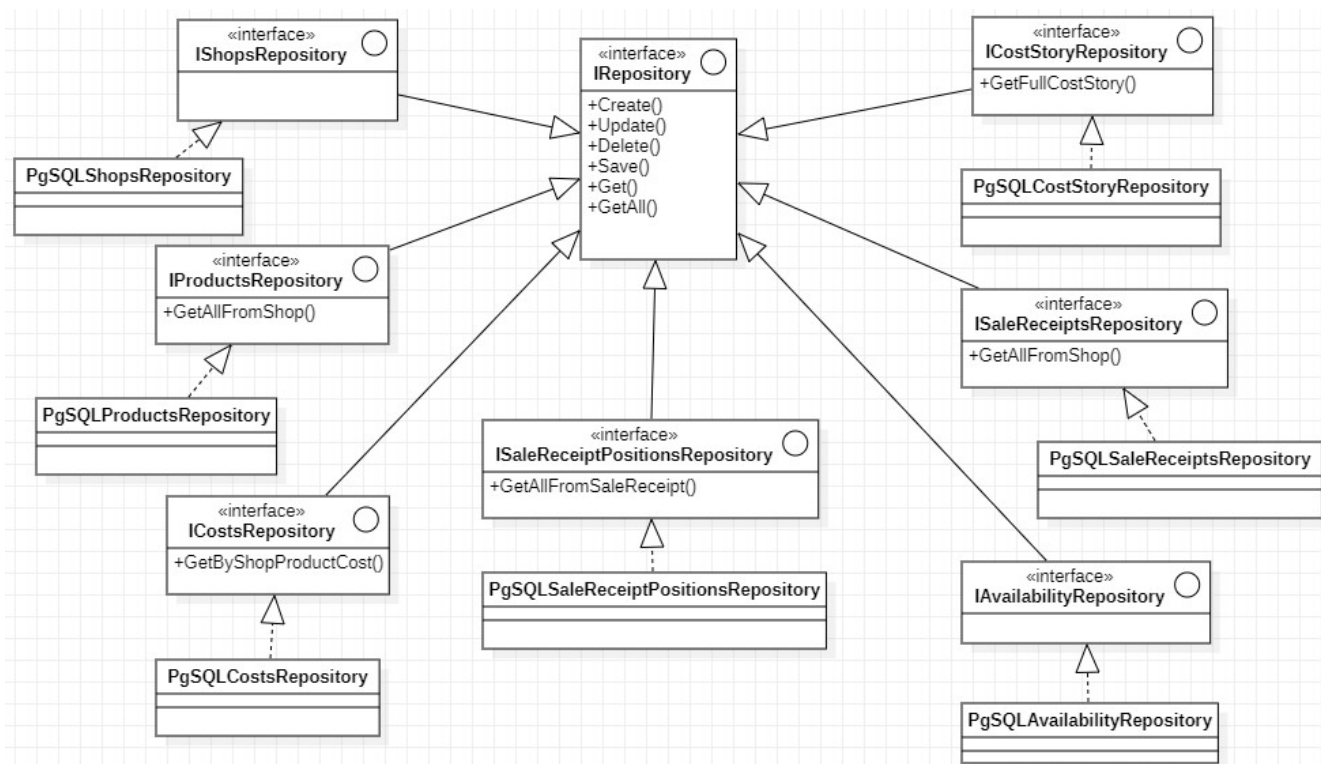 «interface»
IShopsRepository
«interface»
IRepository
+Create()
+Update()
+Delete()
+Save()
+Get()
+GetAll()
«interface»
ICostStoryRepository
+GetFullCostStory()
PgSQLShopsRepository
PgSQLCostStoryRepository
«interface»
IProductsRepository
+GetAllFromShop()
«interface»
ISaleReceiptsRepository
+GetAllFromShop()
PgSQLProductsRepository
«interface»
ISaleReceiptPositionsRepository
+GetAllFromSaleReceipt()
PgSQLSaleReceiptsRepository
«interface»
ICostsRepository
+GetByShopProductCost()
PgSQLSaleReceiptPositionsRepository
«interface»
IAvailabilityRepository
PgSQLCostsRepository
PgSQLAvailabilityRepository